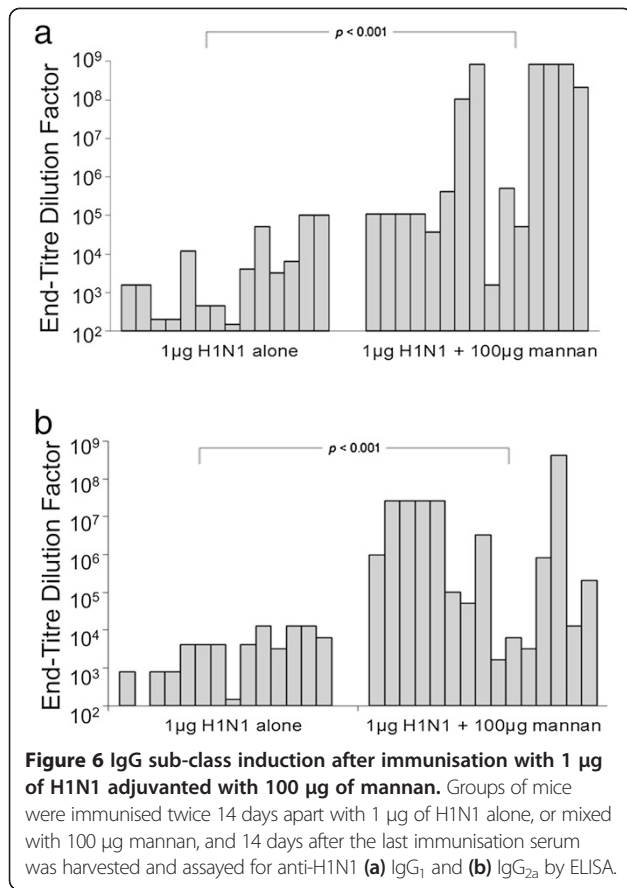 a
p < 0.001
End-Titre Dilution Factor
10⁹
10⁸
10⁷
10⁶
10⁵
10⁴
10³
10²
1µg H1N1 alone
1µg H1N1 + 100µg mannan
b
p < 0.001
End-Titre Dilution Factor
10⁹
10⁸
10⁷
10⁶
10⁵
10⁴
10³
10²
1µg H1N1 alone
1µg H1N1 + 100µg mannan
Figure 6 IgG sub-class induction after immunisation with 1 µg
of H1N1 adjuvanted with 100 µg of mannan. Groups of mice
were immunised twice 14 days apart with 1 µg of H1N1 alone, or mixed
with 100 µg mannan, and 14 days after the last immunisation serum
was harvested and assayed for anti-H1N1 (a) IgG₁ and (b) IgG₂ₐ by ELISA.